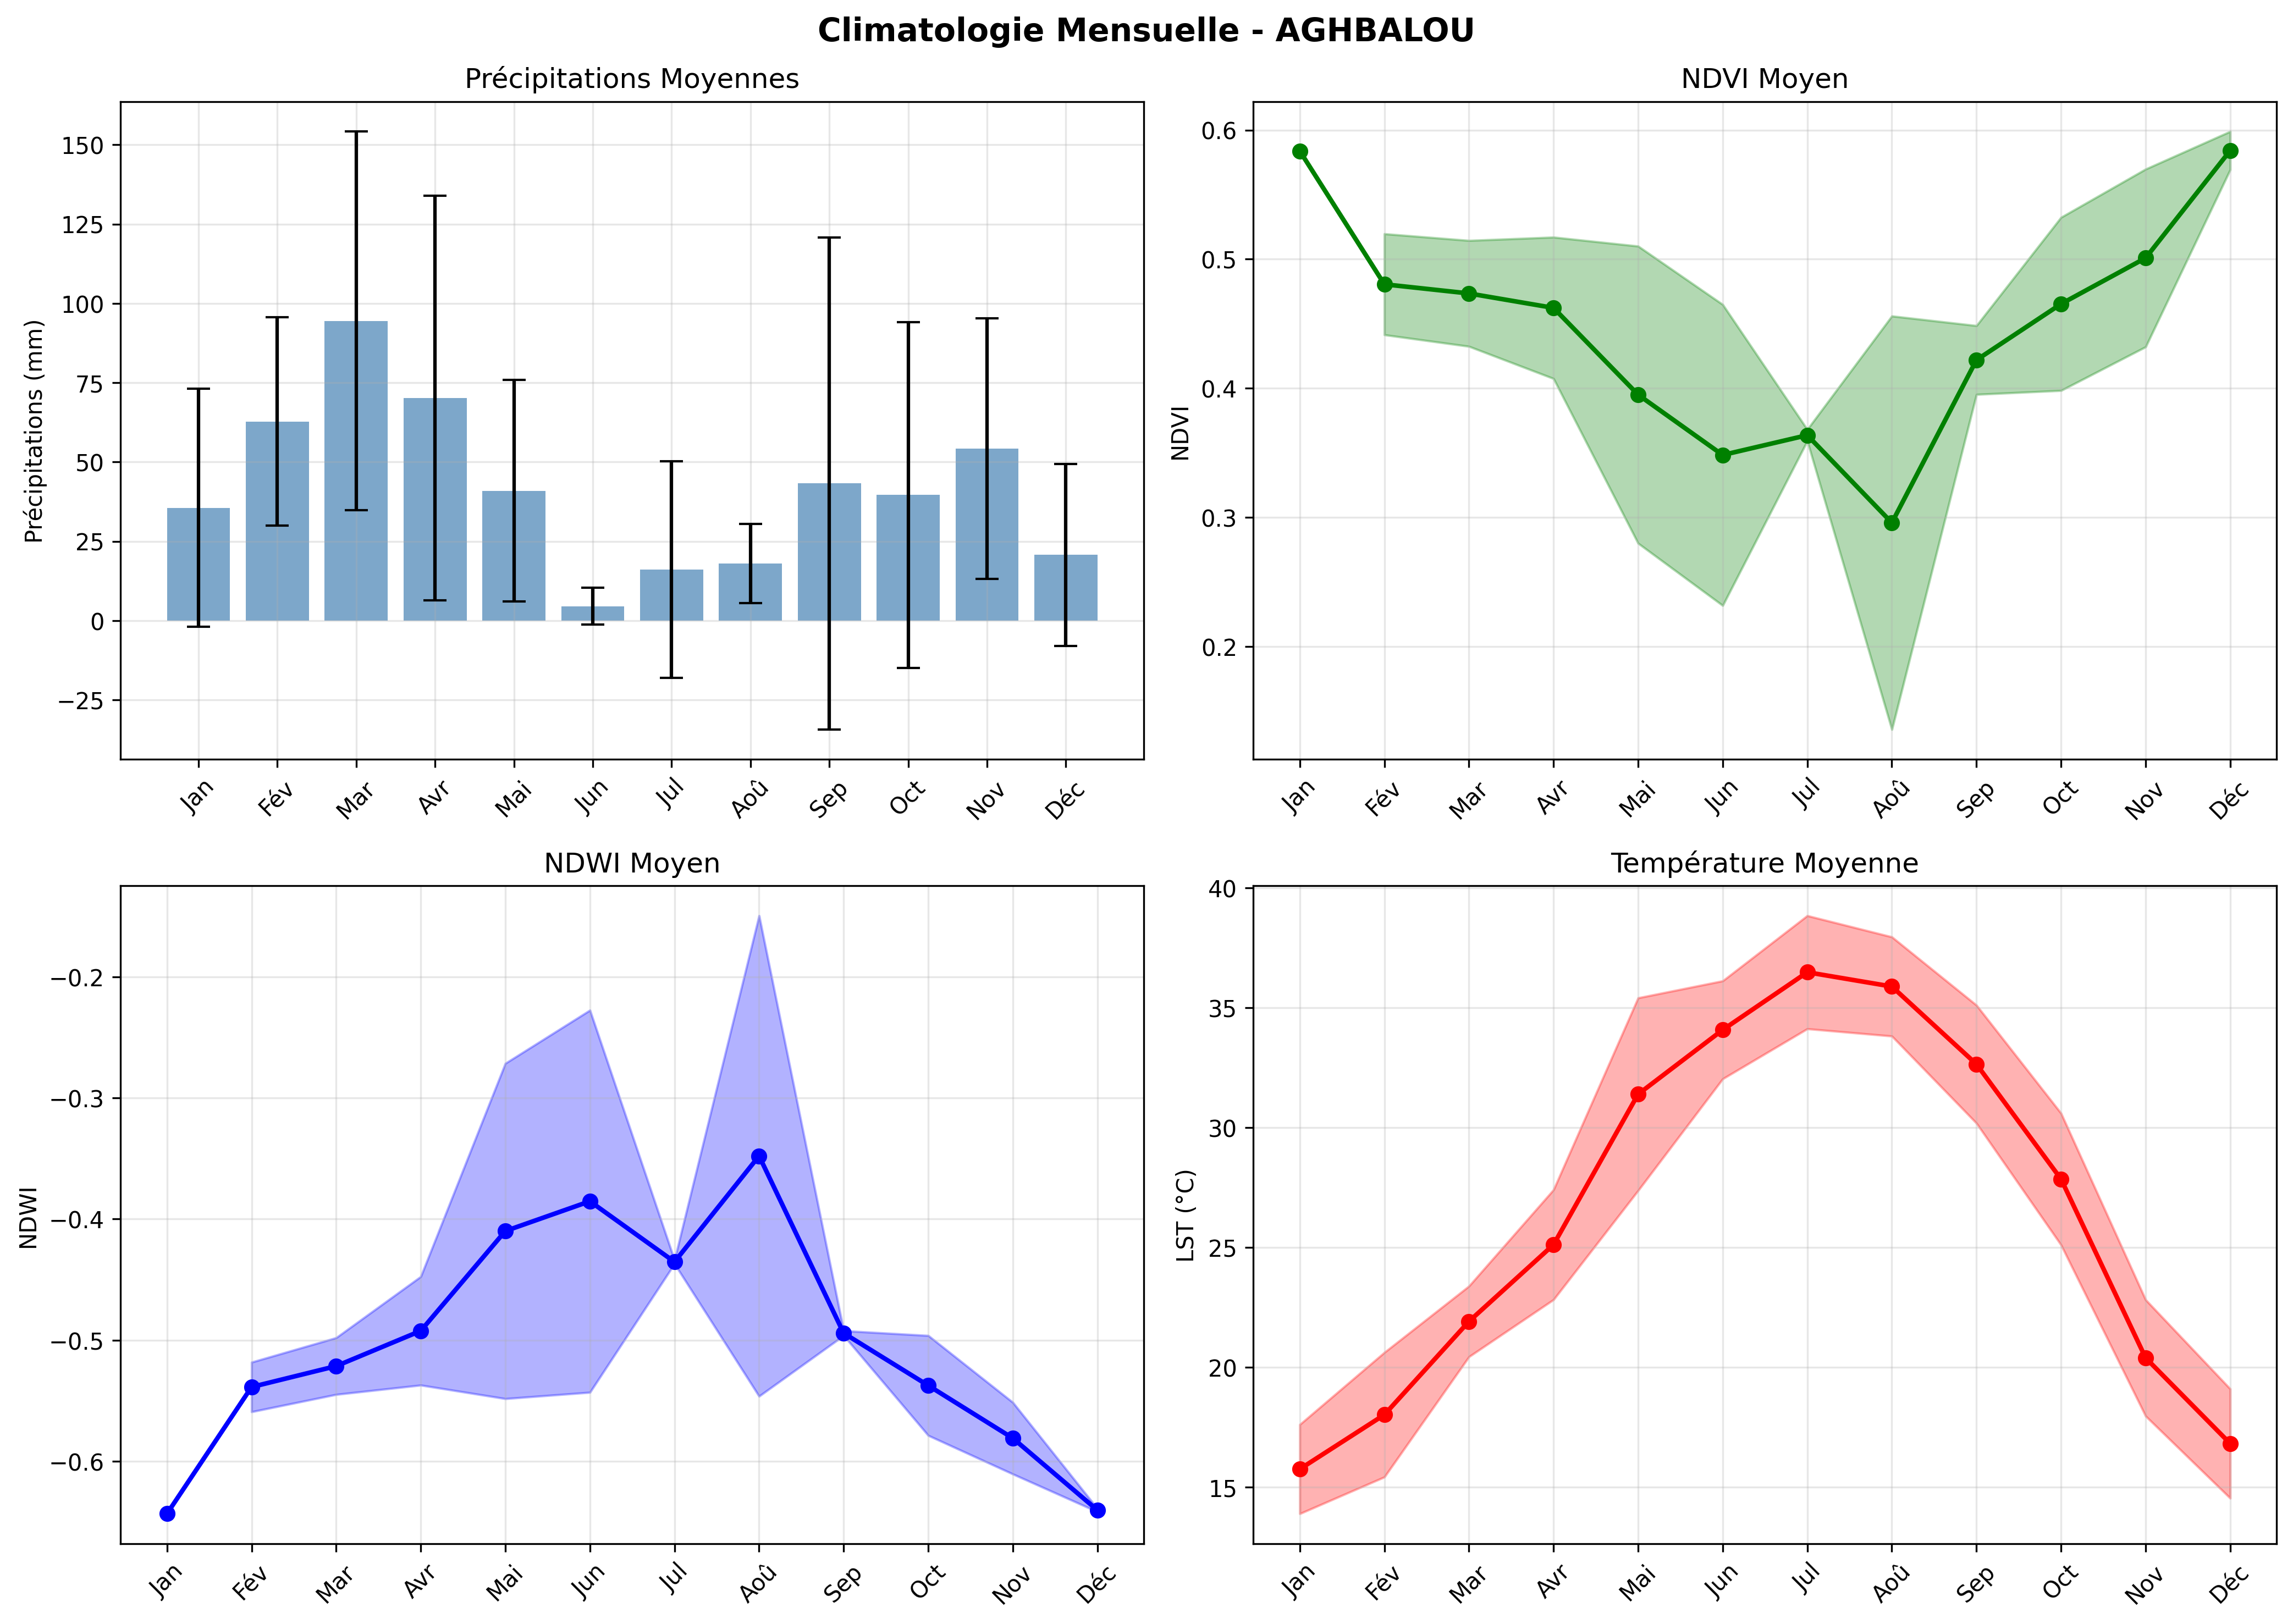 Climatologie Mensuelle - AGHBALOU
Précipitations Moyennes
Précipitations (mm)
150
125
100
75
50
25
0
−25
Jan
Fév
Mar
Avr
Mai
Jun
Jul
Aoû
Sep
Oct
Nov
Déc
NDVI Moyen
NDVI
0.6
0.5
0.4
0.3
0.2
Jan
Fév
Mar
Avr
Mai
Jun
Jul
Aoû
Sep
Oct
Nov
Déc
NDWI Moyen
NDWI
−0.2
−0.3
−0.4
−0.5
−0.6
Jan
Fév
Mar
Avr
Mai
Jun
Jul
Aoû
Sep
Oct
Nov
Déc
Température Moyenne
LST (°C)
40
35
30
25
20
15
Jan
Fév
Mar
Avr
Mai
Jun
Jul
Aoû
Sep
Oct
Nov
Déc